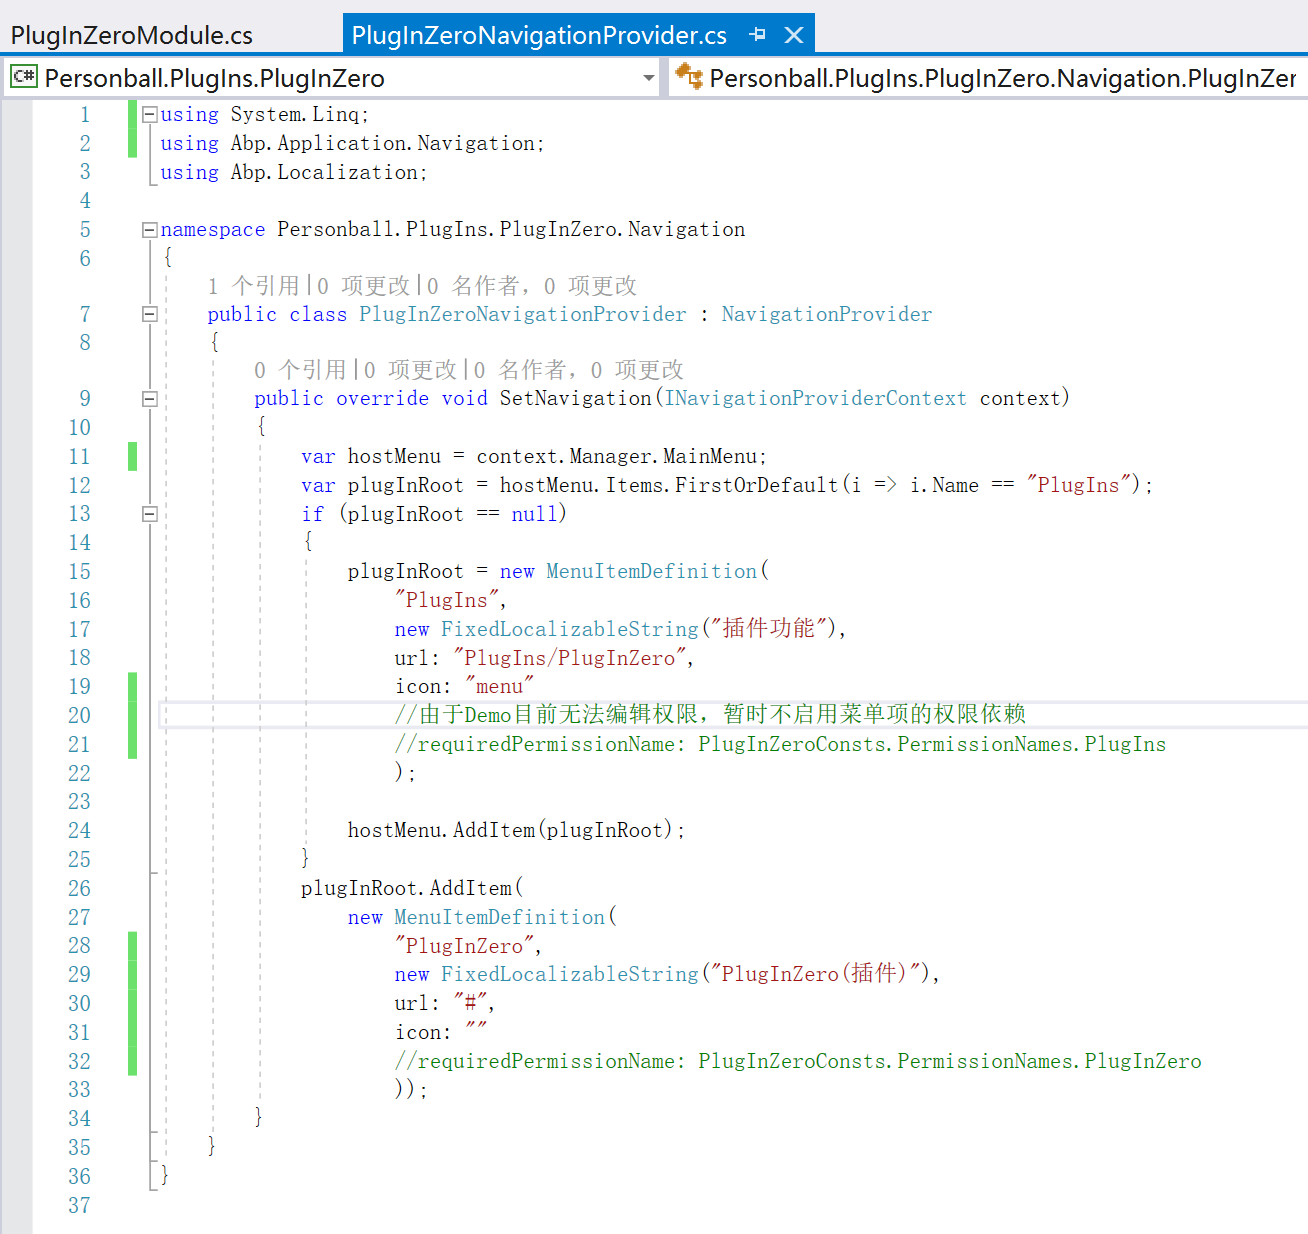 PlugInZeroModule.cs
PlugInZeroNavigationProvider.cs
C# Personball.PlugIns.PlugInZero
Personball.PlugIns.PlugInZero.Navigation.PlugInZer
1 using System.Linq;
2 using Abp.Application.Navigation;
3 using Abp.Localization;
4
5 namespace Personball.PlugIns.PlugInZero.Navigation
6 {
1 个引用|0 项更改|0 名作者, 0 项更改
7 public class PlugInZeroNavigationProvider : NavigationProvider
8 {
0 个引用|0 项更改|0 名作者, 0 项更改
9 public override void SetNavigation(INavigationProviderContext context)
10 {
11 var hostMenu = context.Manager.MainMenu;
12 var plugInRoot = hostMenu.Items.FirstOrDefault(i => i.Name == "PlugIns");
13 if (plugInRoot == null)
14 {
15 plugInRoot = new MenuItemDefinition(
16 "PlugIns",
17 new FixedLocalizableString("插件功能"),
18 url: "PlugIns/PlugInZero",
19 icon: "menu"
20 //由于Demo目前无法编辑权限，暂时不启用菜单项的权限依赖
21 //requiredPermissionName: PlugInZeroConsts.PermissionNames.PlugIns
22 );
23
24 hostMenu.AddItem(plugInRoot);
25 }
26 plugInRoot.AddItem(
27 new MenuItemDefinition(
28 "PlugInZero",
29 new FixedLocalizableString("PlugInZero(插件)"),
30 url: "#",
31 icon: ""
32 //requiredPermissionName: PlugInZeroConsts.PermissionNames.PlugInZero
33 ));
34 }
35 }
36 }
37